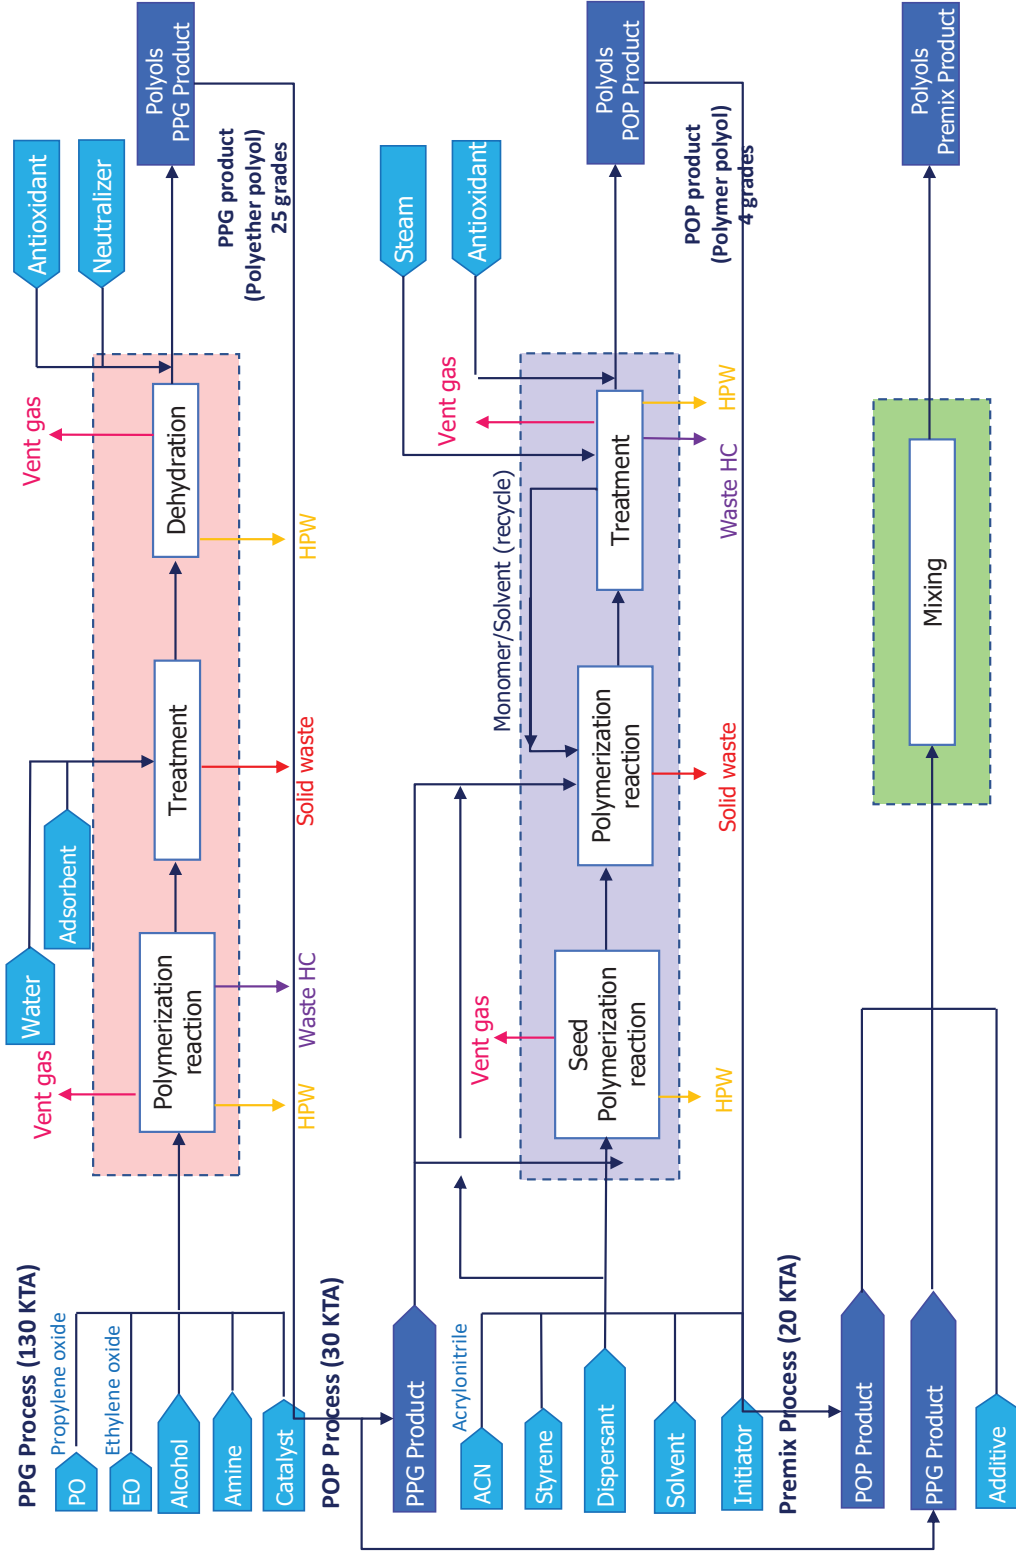 PPG Process (130 KTA)
Propylene oxide
PO
Ethylene oxide
EO
Alcohol
Amine
Catalyst
Vent gas
Water
Adsorbent
Polymerization
reaction
HPW
Waste HC
Treatment
Solid waste
Vent gas
Dehydration
HPW
Antioxidant
Neutralizer
Polyols
PPG Product
PPG product
(Polyether polyol)
25 grades
POP Process (30 KTA)
PPG Product
Acrylonitrile
ACN
Styrene
Dispersant
Solvent
Initiator
Vent gas
Seed
Polymerization
reaction
HPW
Monomer/Solvent (recycle)
Polymerization
reaction
Solid waste
Vent gas
Treatment
Waste HC
HPW
Steam
Antioxidant
Polyols
POP Product
POP product
(Polymer polyol)
4 grades
Premix Process (20 KTA)
POP Product
PPG Product
Additive
Mixing
Polyols
Premix Product